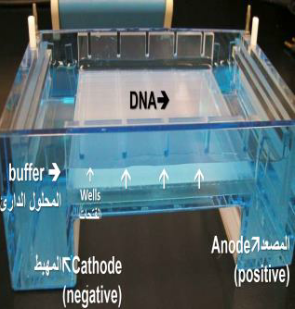 DNA→
buffer →
المحلول الدارئ
Wells
Anode المصعد
(positive)
المهبط Cathode
(negative)